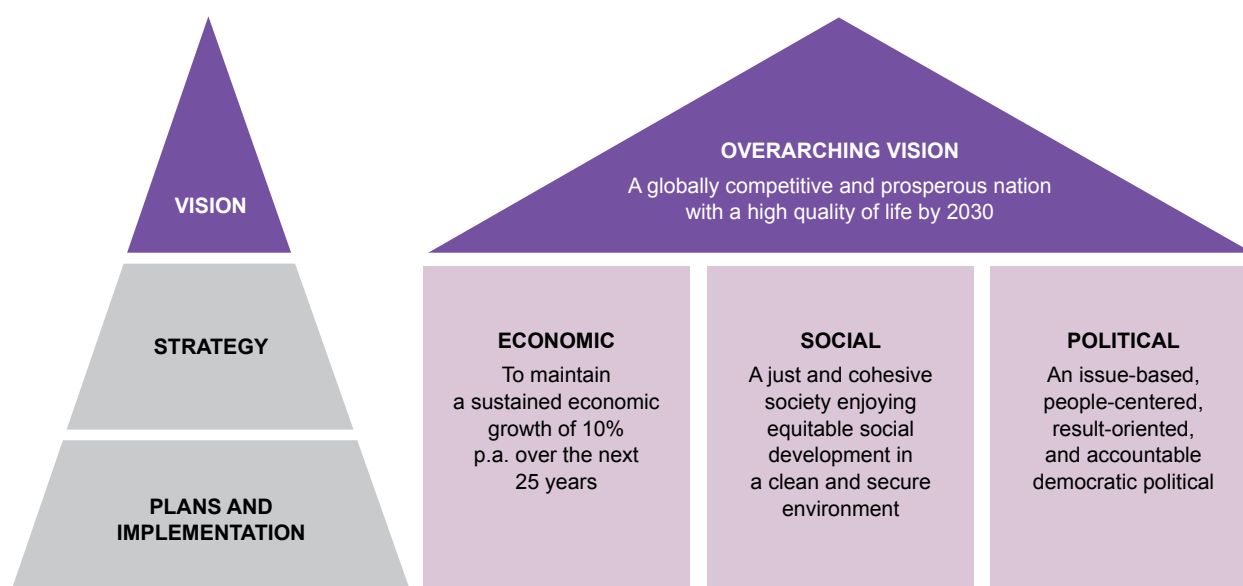 VISION
STRATEGY
PLANS AND
IMPLEMENTATION
OVERARCHING VISION
A globally competitive and prosperous nation
with a high quality of life by 2030
ECONOMIC
To maintain
a sustained economic
growth of 10%
p.a. over the next
25 years
SOCIAL
A just and cohesive
society enjoying
equitable social
development in
a clean and secure
environment
POLITICAL
An issue-based,
people-centered,
result-oriented,
and accountable
democratic political